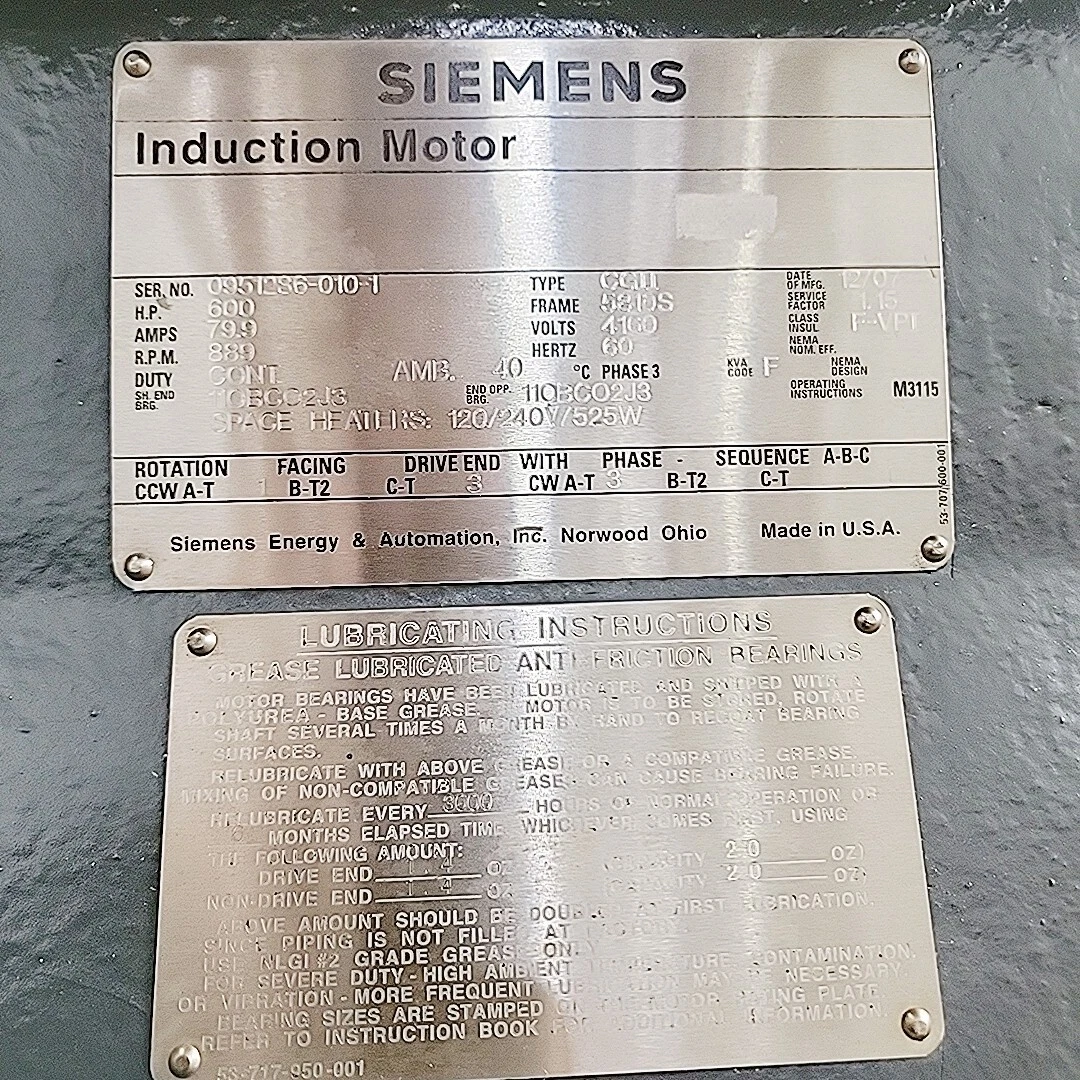 SIEMENS
Induction Motor
SER. NO. 0951286-010-1 TYPE CGIII DATE OF MFG. 12/07
H.P. 600 FRAME 5810S SERVICE FACTOR 1.15
AMPS 79.9 VOLTS 4160 CLASS INSUL F-VPI
R.P.M. 889 HERTZ 60 NEMA NOM. EFF.
DUTY CONT. AMB. 40 °C PHASE 3 KVA CODE F NEMA DESIGN
SH. END BRG. 110BC02J3 END OPP. BRG. 110BC02J3 OPERATING INSTRUCTIONS M3115
SPACE HEATERS: 120/240V/525W
ROTATION FACING DRIVE END WITH PHASE - SEQUENCE A-B-C
CCW A-T 1 B-T2 C-T 3 CW A-T 3 B-T2 C-T
53-707/600-001
Siemens Energy & Automation, Inc. Norwood Ohio Made in U.S.A.
LUBRICATING INSTRUCTIONS
GREASE LUBRICATED ANTI-FRICTION BEARINGS
MOTOR BEARINGS HAVE BEEN LUBRICATED AND SHIPPED WITH A
POLYUREA - BASE GREASE. IF MOTOR IS TO BE STORED, ROTATE
SHAFT SEVERAL TIMES A MONTH BY HAND TO RECOAT BEARING
SURFACES.
RELUBRICATE WITH ABOVE GREASE OR A COMPATIBLE GREASE.
MIXING OF NON-COMPATIBLE GREASE - CAN CAUSE BEARING FAILURE.
RELUBRICATE EVERY 3600 HOURS OF NORMAL OPERATION OR
6 MONTHS ELAPSED TIME WHICHEVER COMES FIRST, USING
THE FOLLOWING AMOUNT:
DRIVE END 1.4 OZ (CAPACITY 20 OZ)
NON-DRIVE END 1.4 OZ (CAPACITY 20 OZ)
ABOVE AMOUNT SHOULD BE DOUBLED AT FIRST LUBRICATION,
SINCE PIPING IS NOT FILLED AT FACTORY.
USE NLGI #2 GRADE GREASE ONLY.
FOR SEVERE DUTY - HIGH AMBIENT TEMPERATURE CONTAMINATION,
OR VIBRATION - MORE FREQUENT LUBRICATION MAY BE NECESSARY.
BEARING SIZES ARE STAMPED ON THE MOTOR RATING PLATE
REFER TO INSTRUCTION BOOK FOR ADDITIONAL INFORMATION.
53-717-950-001